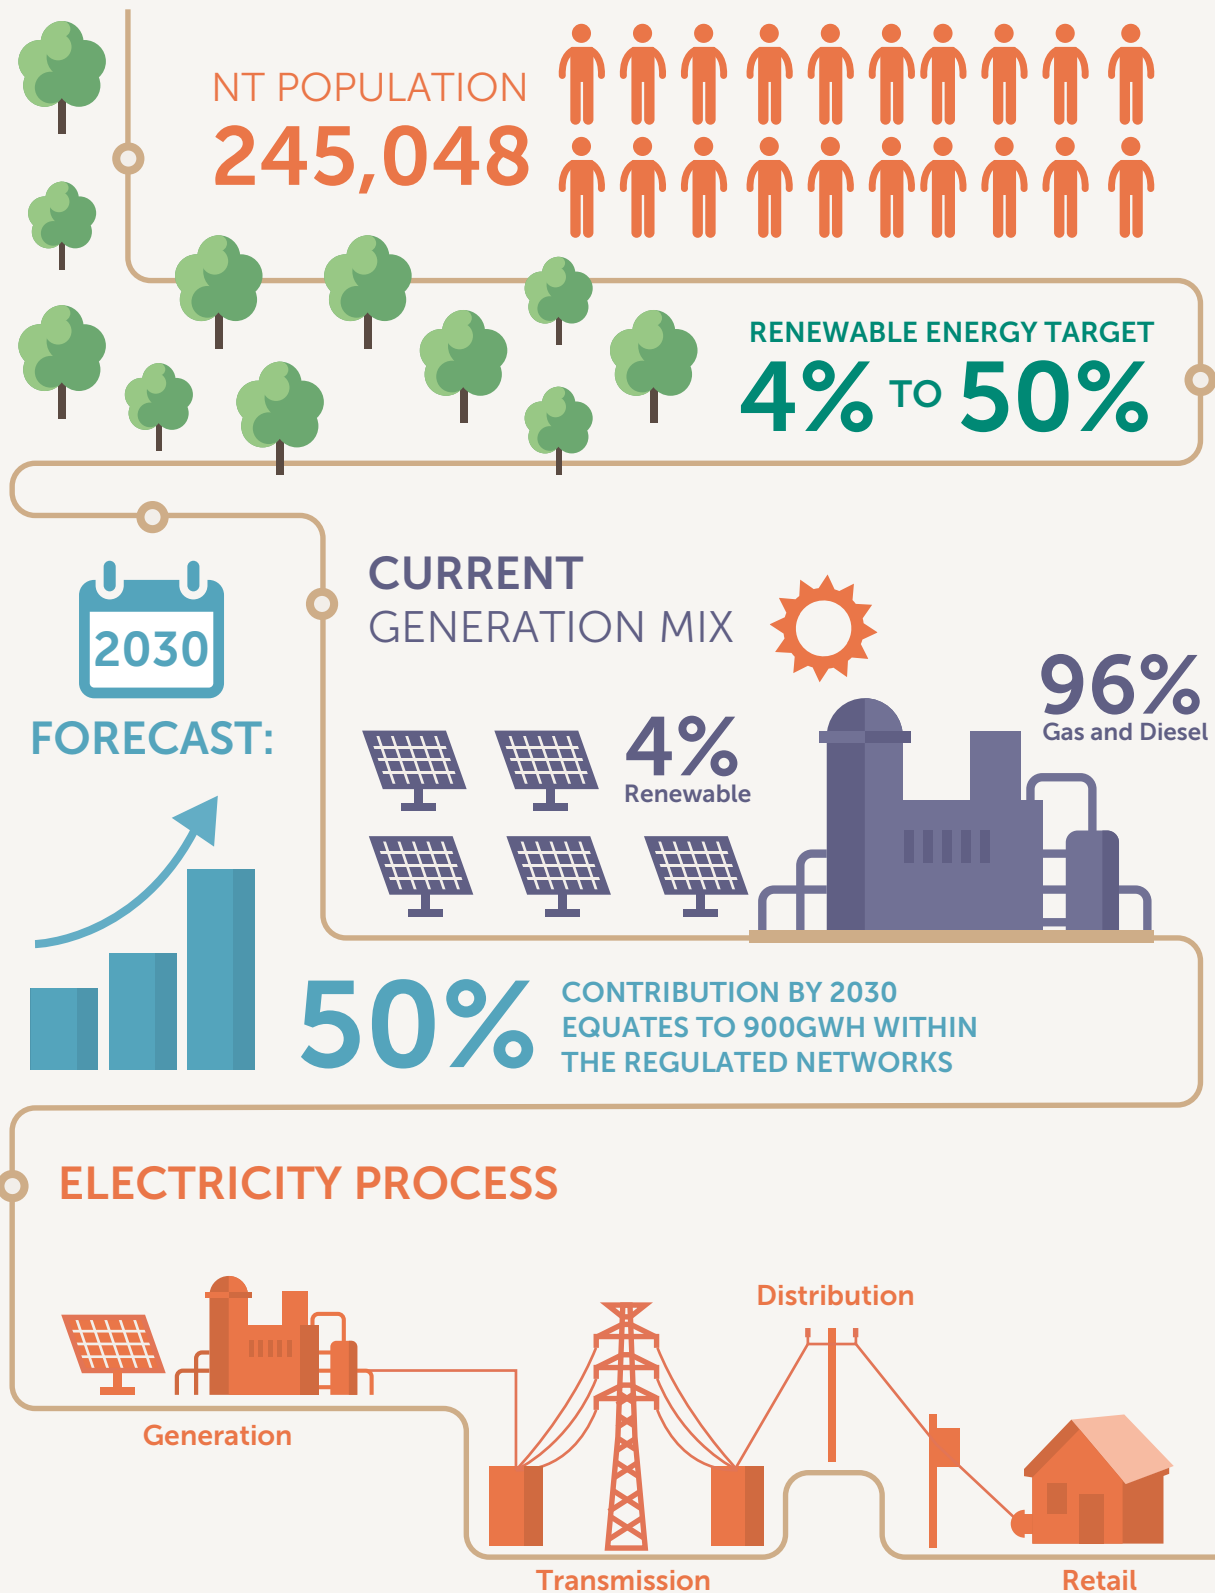 NT POPULATION
245,048
RENEWABLE ENERGY TARGET
4% TO 50%
2030
FORECAST:
CURRENT
GENERATION MIX
4%
Renewable
96%
Gas and Diesel
50%
CONTRIBUTION BY 2030
EQUATES TO 900GWH WITHIN
THE REGULATED NETWORKS
ELECTRICITY PROCESS
Generation
Transmission
Distribution
Retail